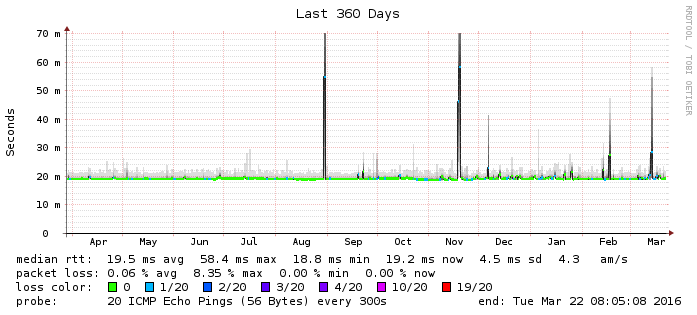 Last 360 Days
RRDTOOL / TOBI OETIKER
Seconds
70 m
60 m
50 m
40 m
30 m
20 m
10 m
0
Apr May Jun Jul Aug Sep Oct Nov Dec Jan Feb Mar
median rtt: 19.5 ms avg 58.4 ms max 18.8 ms min 19.2 ms now 4.5 ms sd 4.3 am/s
packet loss: 0.06 % avg 8.35 % max 0.00 % min 0.00 % now
loss color: 0 1/20 2/20 3/20 4/20 10/20 19/20
probe: 20 ICMP Echo Pings (56 Bytes) every 300s end: Tue Mar 22 08:05:08 2016